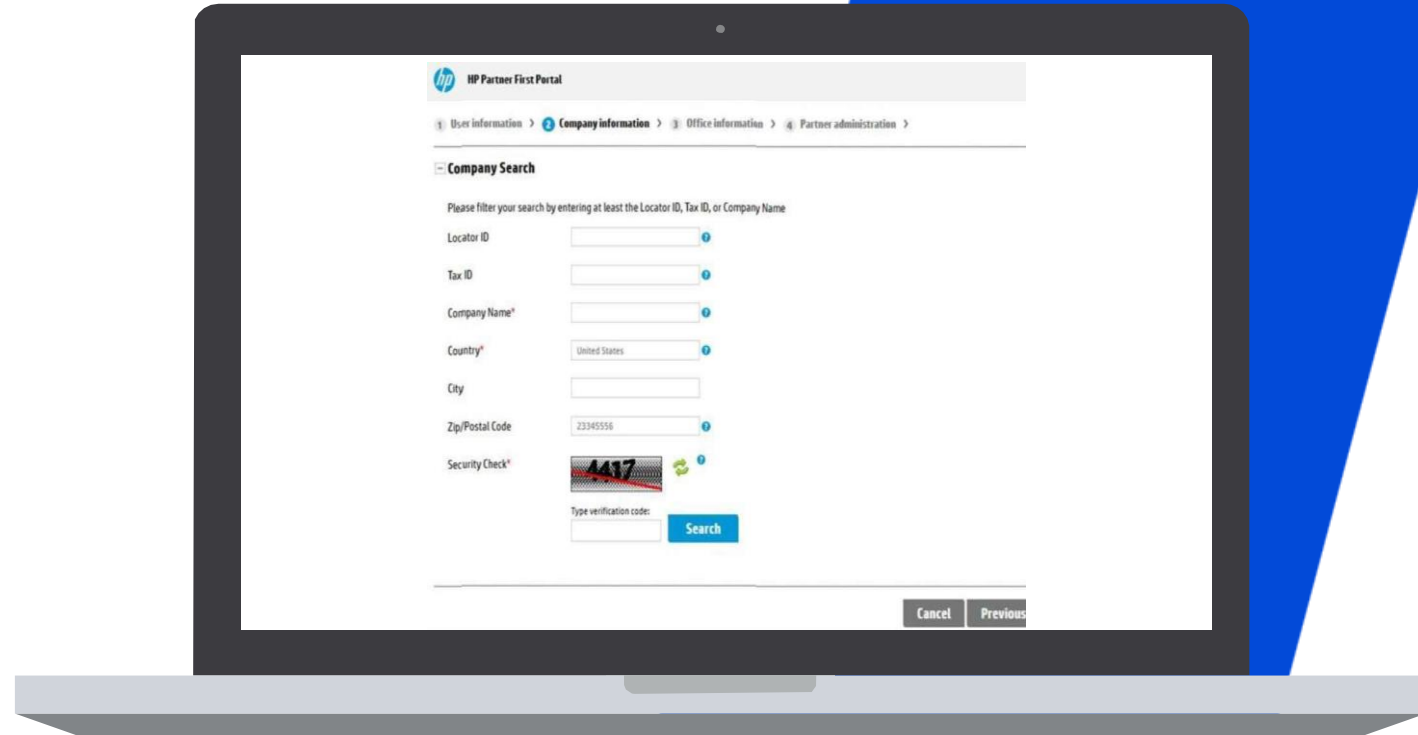 hp HP Partner First Portal
1 User information > 2 Company information > 3 Office information > 4 Partner administration >
Company Search
Please filter your search by entering at least the Locator ID, Tax ID, or Company Name
Locator ID ?
Tax ID ?
Company Name* ?
Country* United States ?
City
Zip/Postal Code 23345556 ?
Security Check* 4417 ?
Type verification code:
Search
Cancel Previous